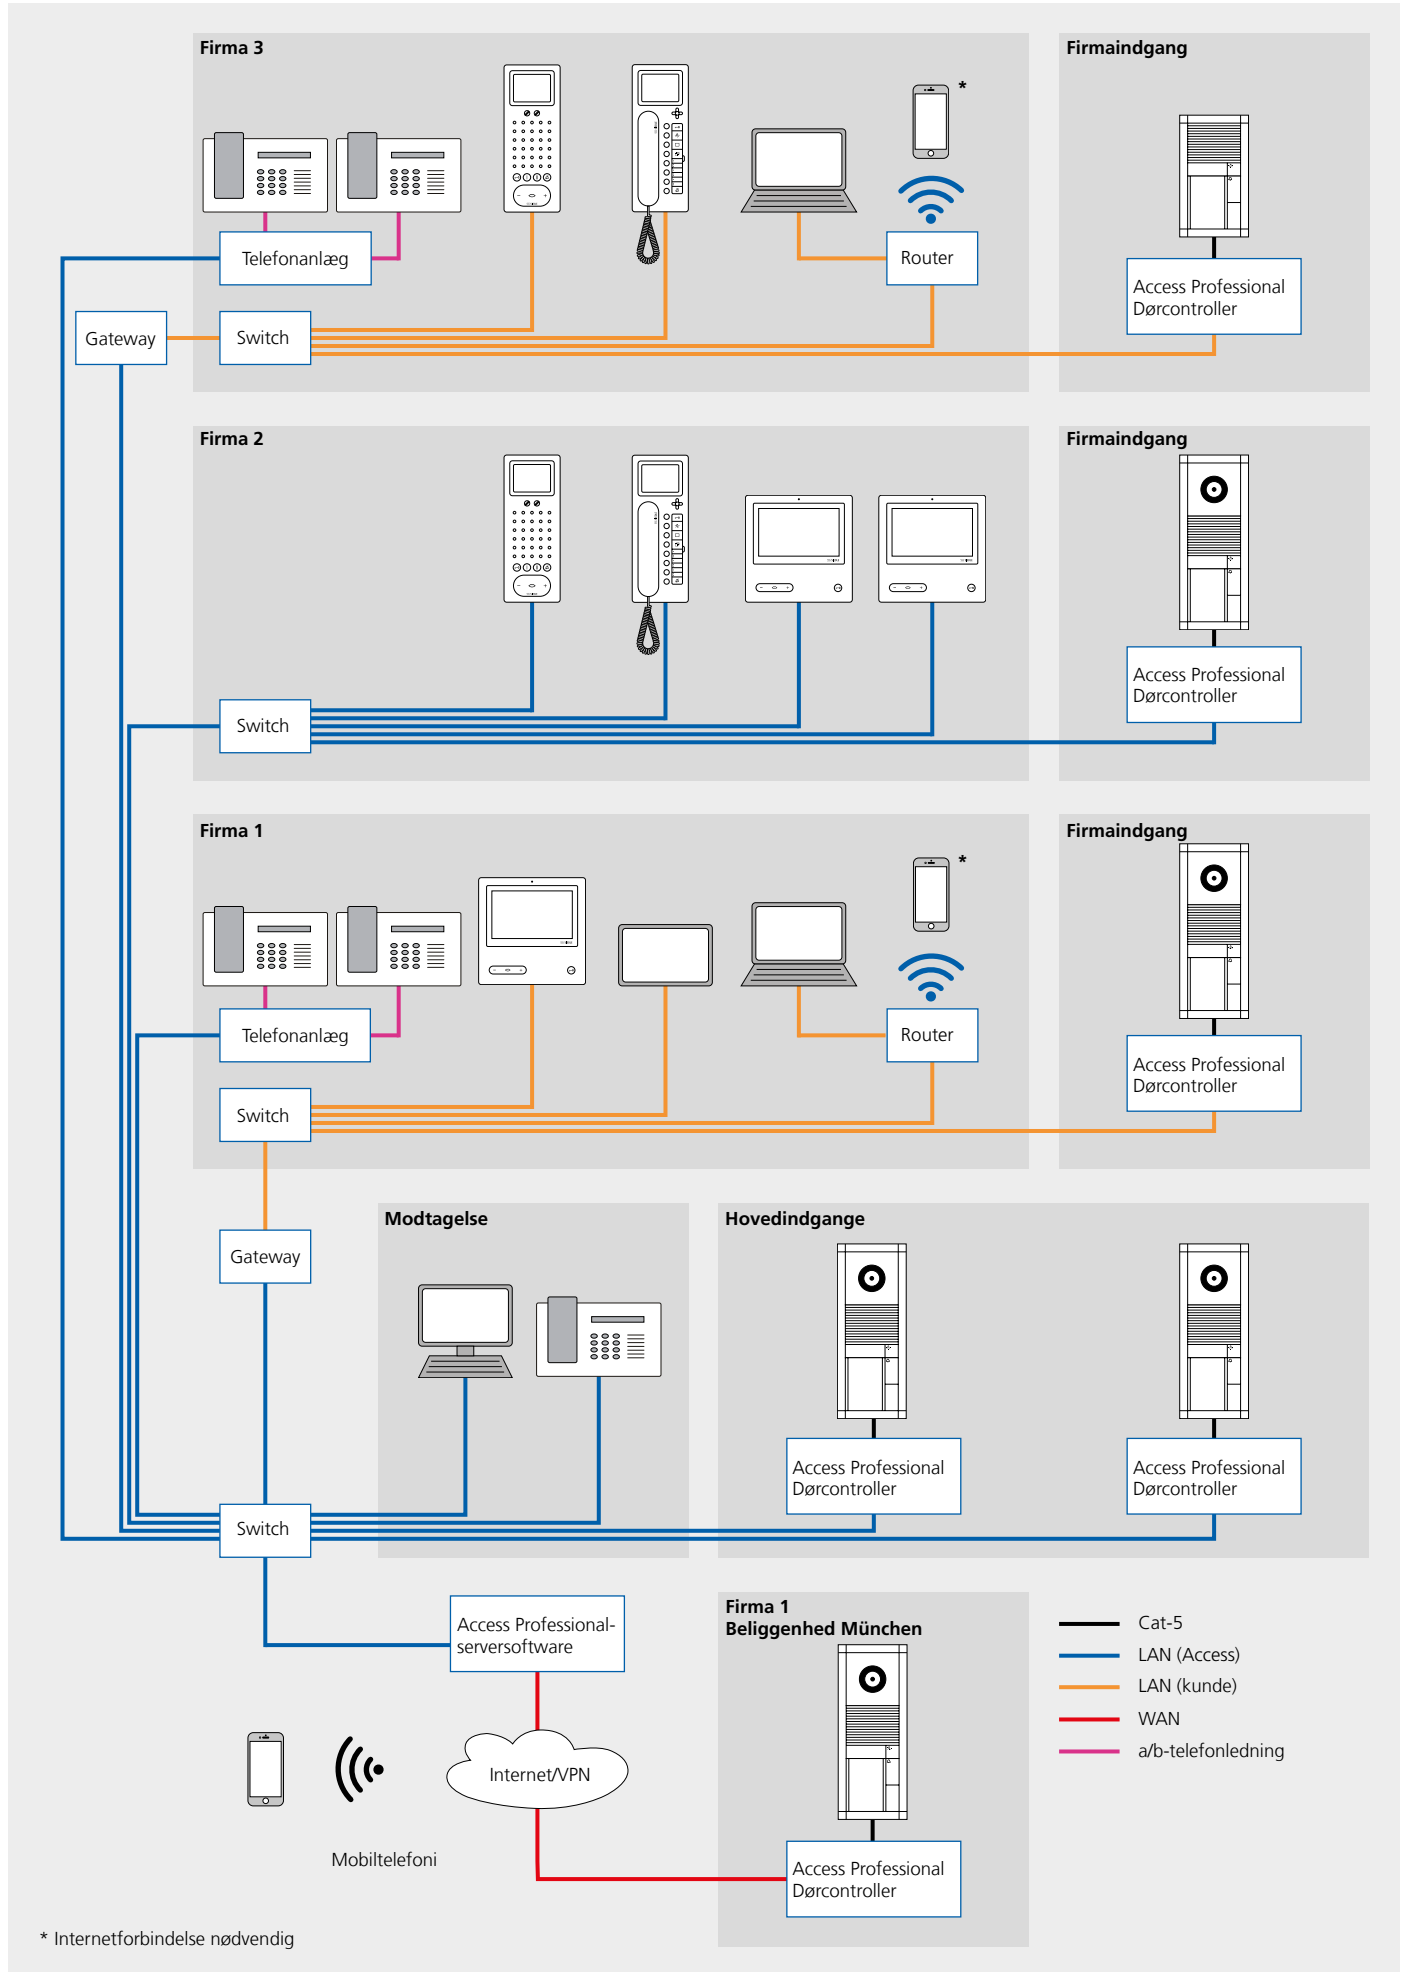 Firma 3
Firmaindgang
*
Telefonanlæg
Router
Access Professional
Dørcontroller
Gateway
Switch
Firma 2
Firmaindgang
Access Professional
Dørcontroller
Switch
Firma 1
Firmaindgang
*
Telefonanlæg
Router
Access Professional
Dørcontroller
Switch
Modtagelse
Hovedindgange
Gateway
Access Professional
Dørcontroller
Access Professional
Dørcontroller
Switch
Access Professional-
serversoftware
Firma 1
Beliggenhed München
Cat-5
LAN (Access)
LAN (kunde)
WAN
a/b-telefonledning
Internet/VPN
Mobiltelefoni
Access Professional
Dørcontroller
* Internetforbindelse nødvendig